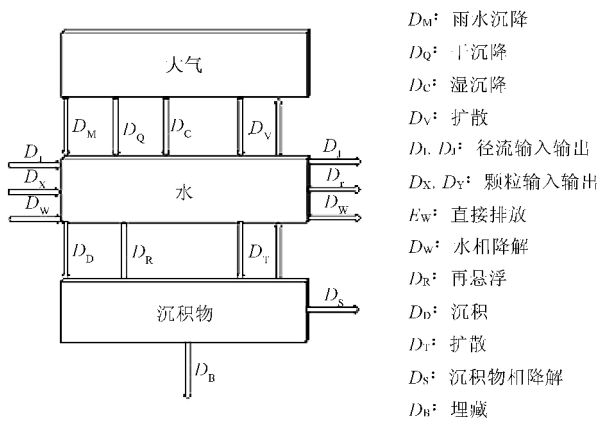 大气
D_M
D_Q
D_C
D_V
D_I
D_X
D_W
水
D_J
D_r
D_W
D_D
D_R
D_T
沉积物
D_S
D_B
D_M：雨水沉降
D_Q：干沉降
D_C：湿沉降
D_V：扩散
D_I, D_J：径流输入输出
D_X, D_Y：颗粒输入输出
E_W：直接排放
D_W：水相降解
D_R：再悬浮
D_D：沉积
D_T：扩散
D_S：沉积物相降解
D_B：埋藏